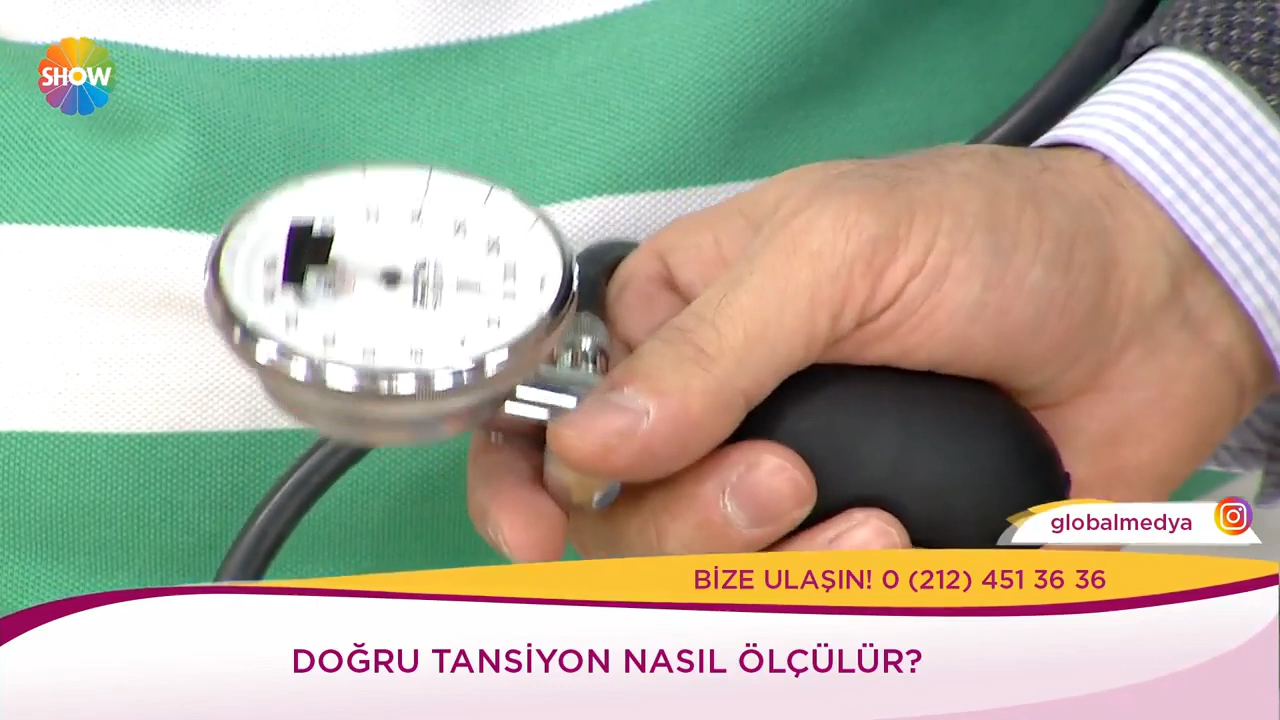 SHOW
globalmedya
BİZE ULAŞIN! 0 (212) 451 36 36
DOĞRU TANSİYON NASIL ÖLÇÜLÜR?